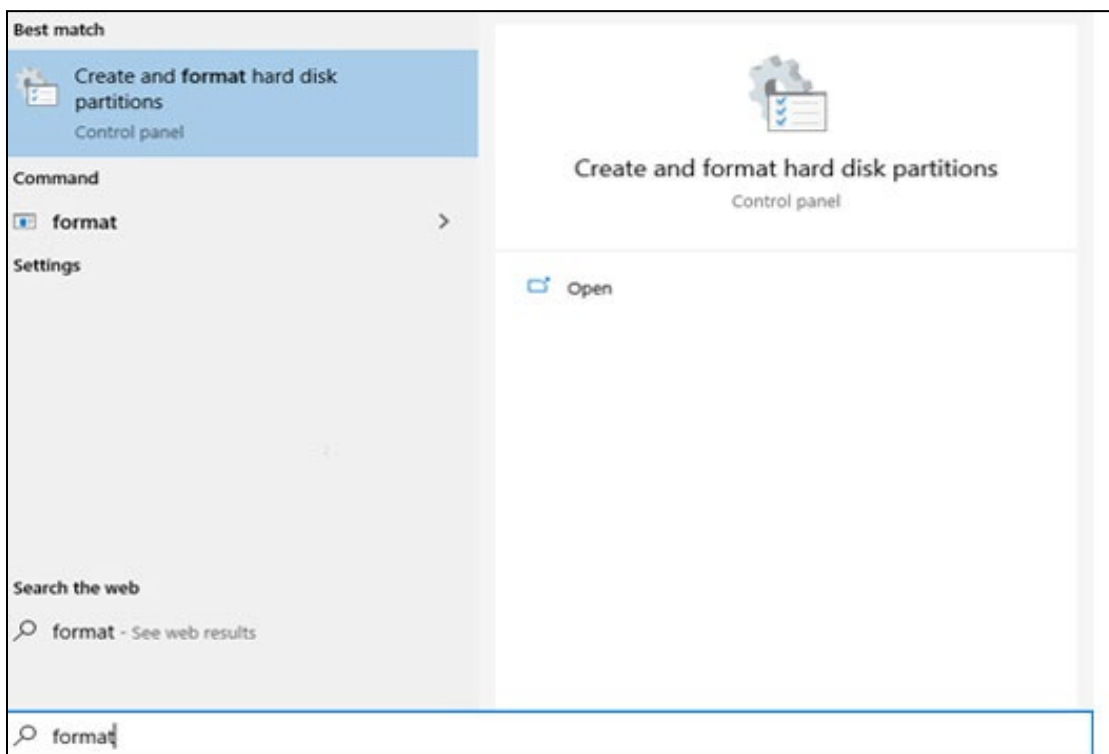 Best match
Create and format hard disk
partitions
Control panel
Command
format
Settings
Search the web
format - See web results
format
Create and format hard disk partitions
Control panel
Open